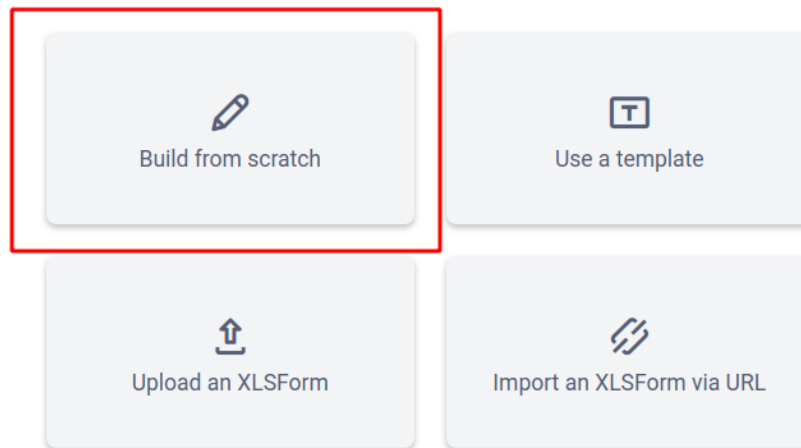 Build from scratch
Use a template
Upload an XLSForm
Import an XLSForm via URL